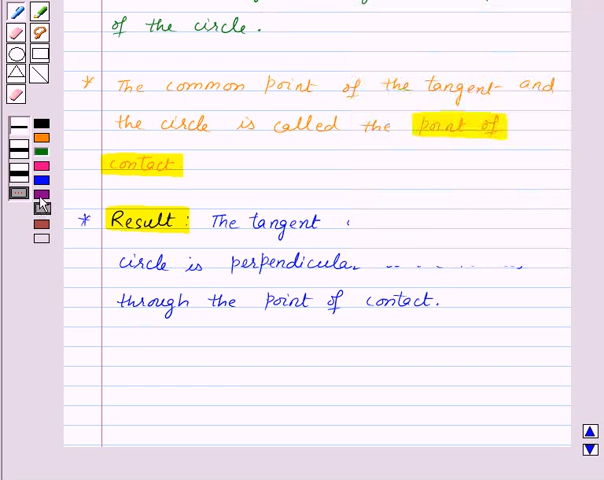 of the circle.
* The common point of the tangent and
the circle is called the point of
contact
* Result: The tangent
circle is perpendicular
through the point of contact.